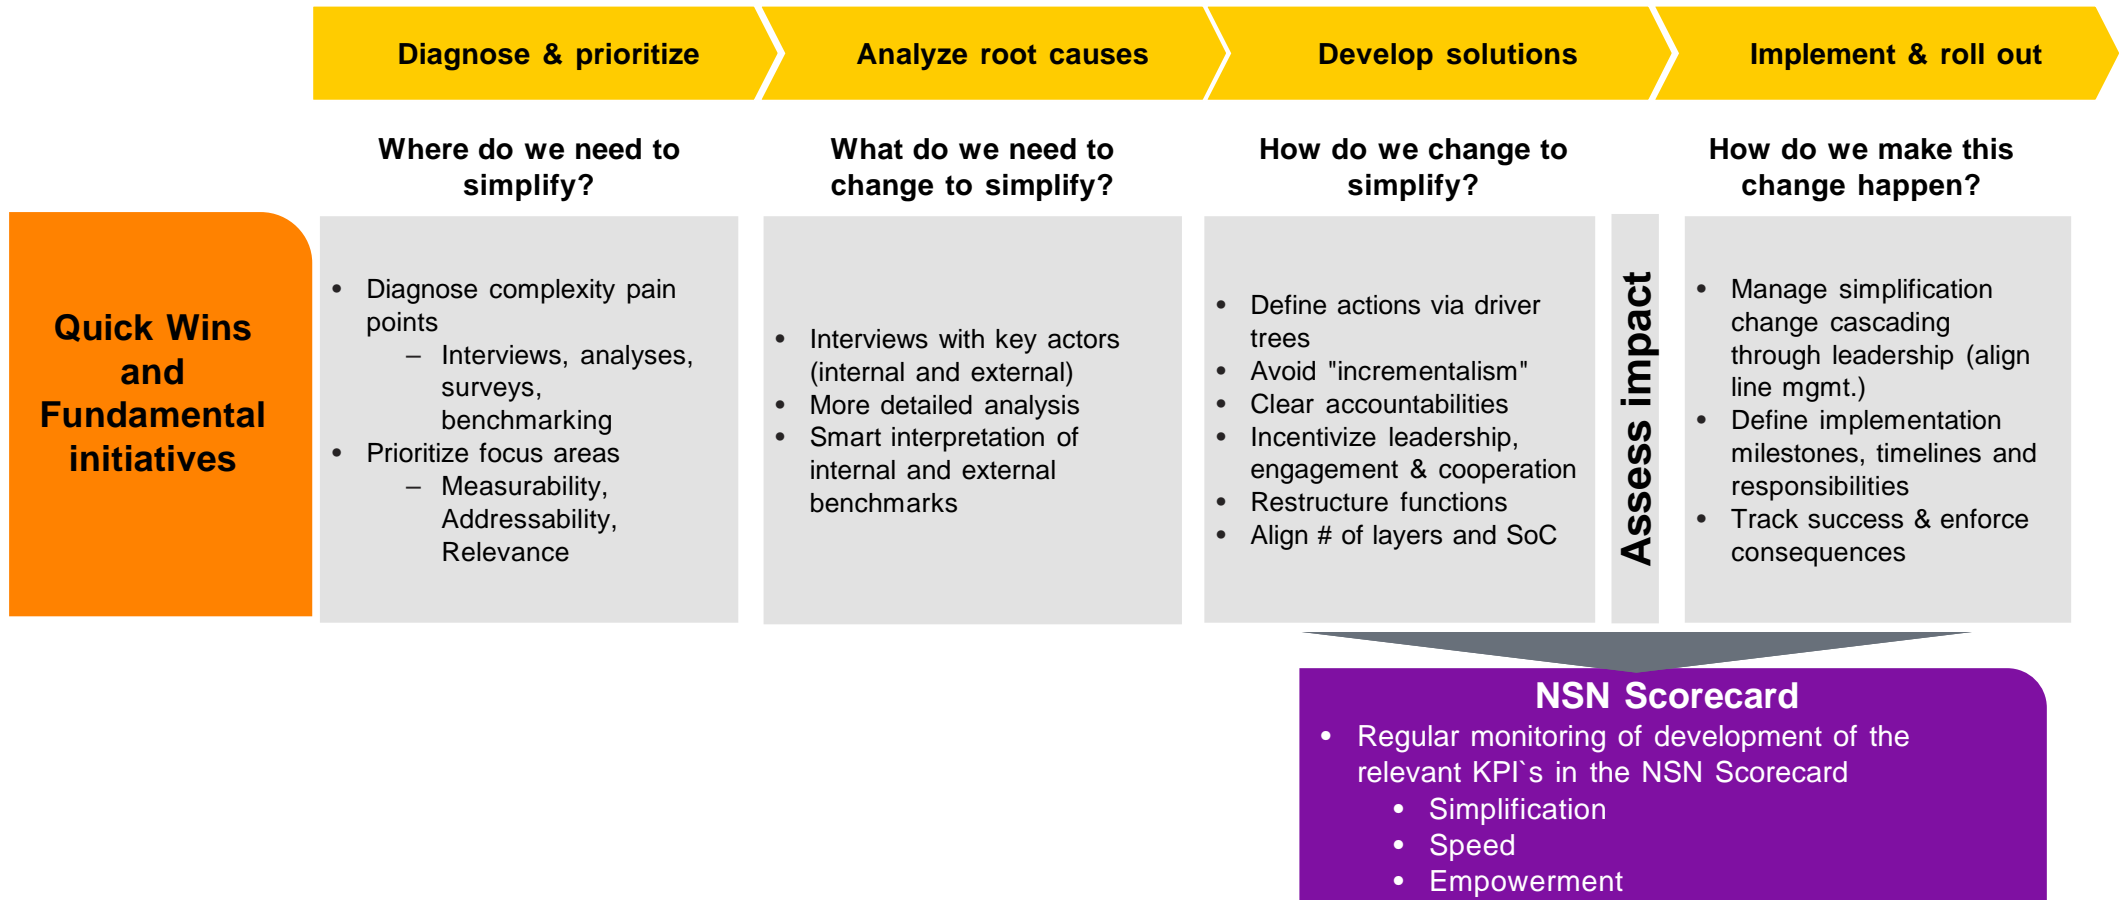 Diagnose & prioritize
Analyze root causes
Develop solutions
Implement & roll out
Where do we need to
simplify?
What do we need to
change to simplify?
How do we change to
simplify?
How do we make this
change happen?
Quick Wins
and
Fundamental
initiatives
• Diagnose complexity pain
points
– Interviews, analyses,
surveys,
benchmarking
• Prioritize focus areas
– Measurability,
Addressability,
Relevance
• Interviews with key actors
(internal and external)
• More detailed analysis
• Smart interpretation of
internal and external
benchmarks
• Define actions via driver
trees
• Avoid "incrementalism"
• Clear accountabilities
• Incentivize leadership,
engagement & cooperation
• Restructure functions
• Align # of layers and SoC
Assess impact
• Manage simplification
change cascading
through leadership (align
line mgmt.)
• Define implementation
milestones, timelines and
responsibilities
• Track success & enforce
consequences
NSN Scorecard
• Regular monitoring of development of the
relevant KPI`s in the NSN Scorecard
• Simplification
• Speed
• Empowerment